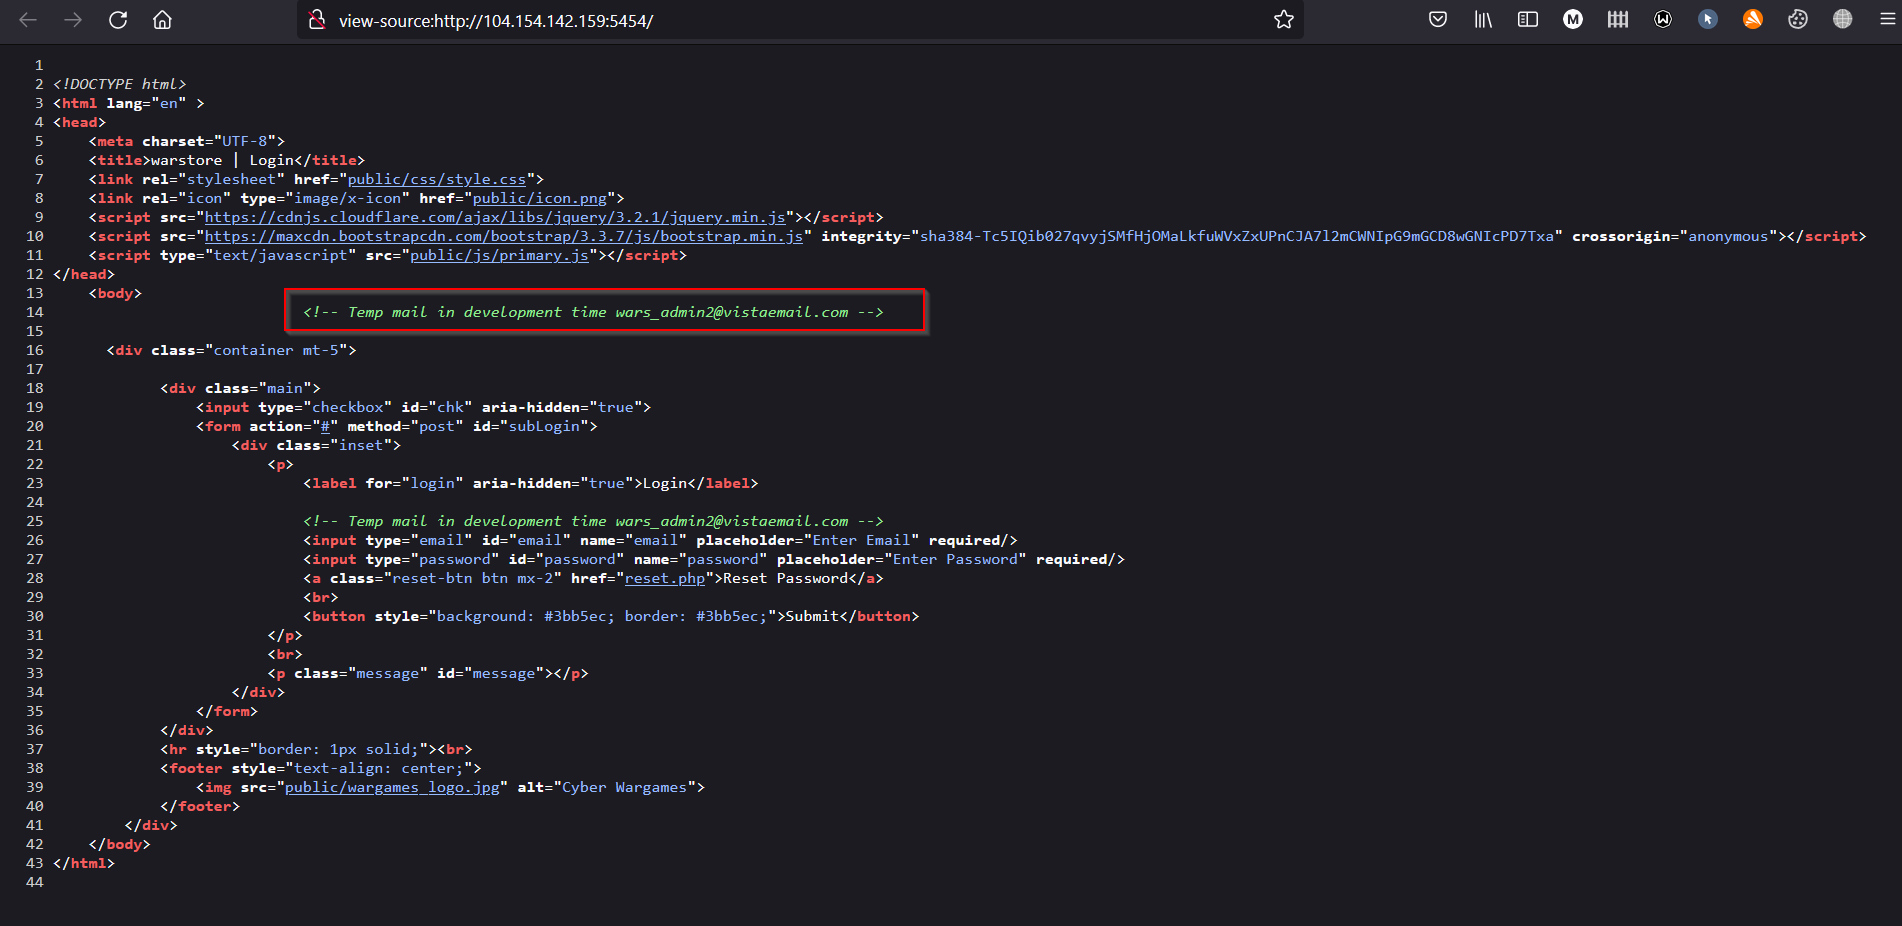 view-source:http://104.154.142.159:5454/
1
2 <!DOCTYPE html>
3 <html lang="en" >
4 <head>
5 <meta charset="UTF-8">
6 <title>warstore | Login</title>
7 <link rel="stylesheet" href="public/css/style.css">
8 <link rel="icon" type="image/x-icon" href="public/icon.png">
9 <script src="https://cdnjs.cloudflare.com/ajax/libs/jquery/3.2.1/jquery.min.js"></script>
10 <script src="https://maxcdn.bootstrapcdn.com/bootstrap/3.3.7/js/bootstrap.min.js" integrity="sha384-Tc5IQib027qvyjSMfHjOMaLkfuWVxZxUPnCJA7l2mCWNIpG9mGCD8wGNIcPD7Txa" crossorigin="anonymous"></script>
11 <script type="text/javascript" src="public/js/primary.js"></script>
12 </head>
13 <body>
14 <!-- Temp mail in development time wars_admin2@vistaemail.com -->
15
16 <div class="container mt-5">
17
18 <div class="main">
19 <input type="checkbox" id="chk" aria-hidden="true">
20 <form action="#" method="post" id="subLogin">
21 <div class="inset">
22 <p>
23 <label for="login" aria-hidden="true">Login</label>
24
25 <!-- Temp mail in development time wars_admin2@vistaemail.com -->
26 <input type="email" id="email" name="email" placeholder="Enter Email" required/>
27 <input type="password" id="password" name="password" placeholder="Enter Password" required/>
28 <a class="reset-btn btn mx-2" href="reset.php">Reset Password</a>
29 <br>
30 <button style="background: #3bb5ec; border: #3bb5ec;">Submit</button>
31 </p>
32 <br>
33 <p class="message" id="message"></p>
34 </div>
35 </form>
36 </div>
37 <hr style="border: 1px solid;"><br>
38 <footer style="text-align: center;">
39 <img src="public/wargames_logo.jpg" alt="Cyber Wargames">
40 </footer>
41 </div>
42 </body>
43 </html>
44